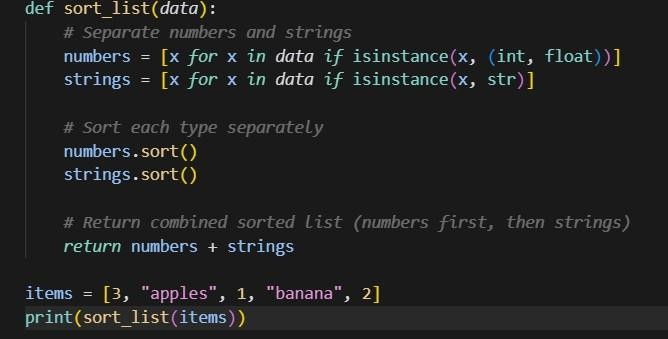 def sort_list(data):
    # Separate numbers and strings
    numbers = [x for x in data if isinstance(x, (int, float))]
    strings = [x for x in data if isinstance(x, str)]

    # Sort each type separately
    numbers.sort()
    strings.sort()

    # Return combined sorted list (numbers first, then strings)
    return numbers + strings

items = [3, "apples", 1, "banana", 2]
print(sort_list(items))